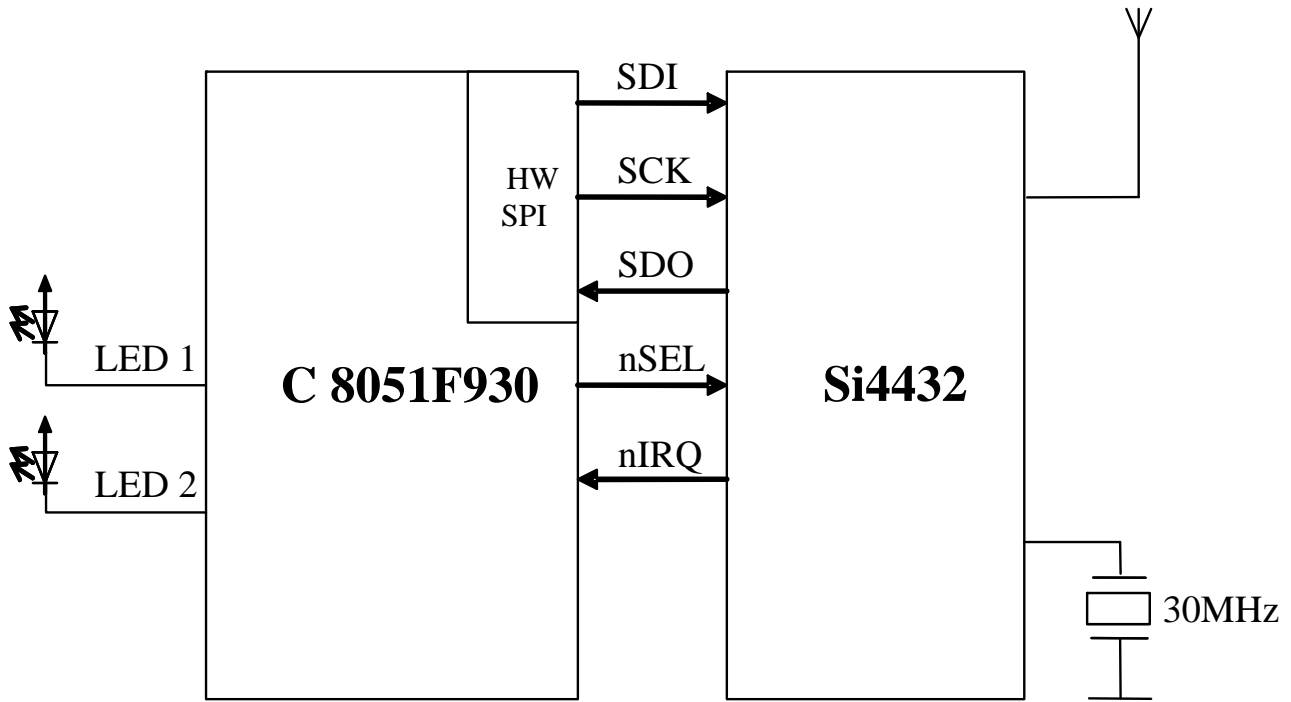 SDI
HW
SPI
SCK
SDO
LED 1
C 8051F930
nSEL
Si4432
LED 2
nIRQ
30MHz